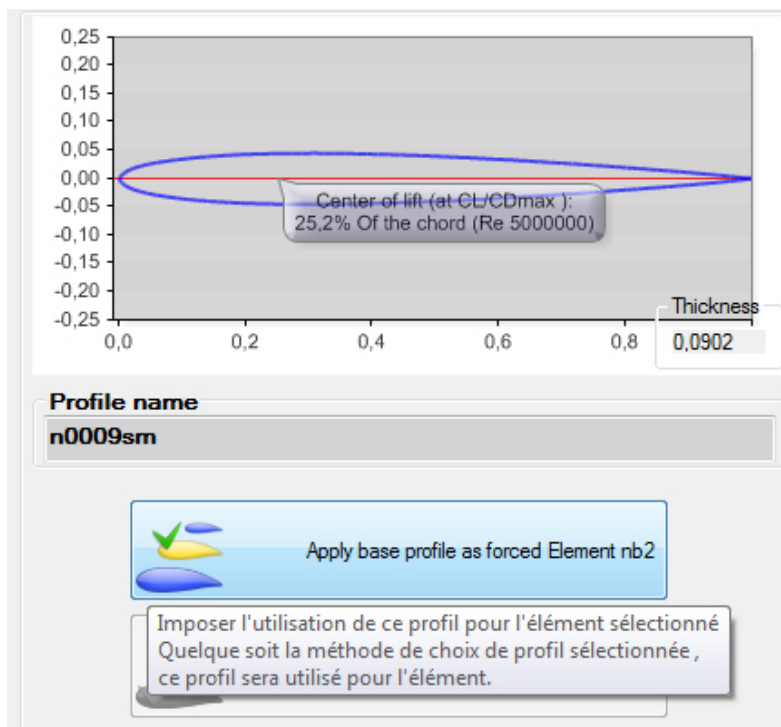 0,25
0,20
0,15
0,10
0,05
0,00
-0,05
-0,10
-0,15
-0,20
-0,25
Center of lift (at CL/CDmax ):
25,2% Of the chord (Re 5000000)
0,0 0,2 0,4 0,6 0,8
Thickness
0,0902
Profile name
n0009sm
Apply base profile as forced Element nb2
Imposer l'utilisation de ce profil pour l'élément sélectionné
Quelque soit la méthode de choix de profil sélectionnée ,
ce profil sera utilisé pour l'élément.